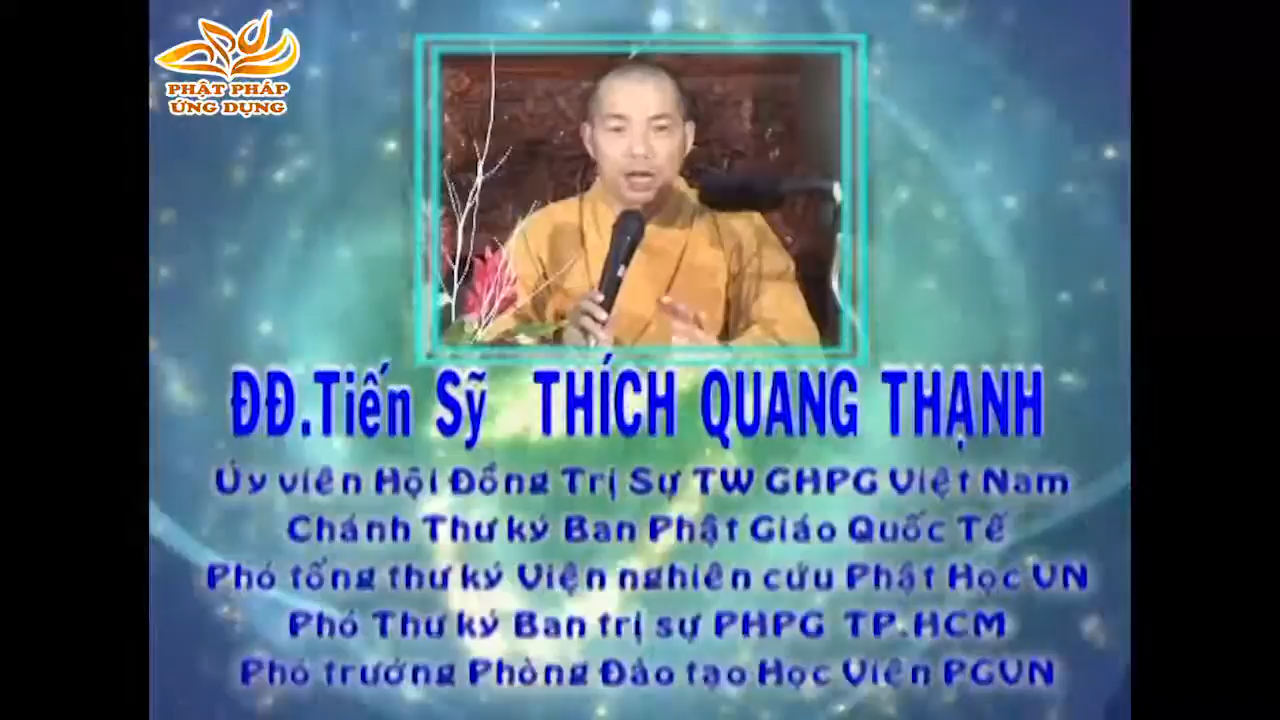 PHẬT PHÁP
ỨNG DỤNG
ĐĐ.Tiến Sỹ THÍCH QUANG THẠNH
Ủy viên Hội Đồng Trị Sự TW GHPG Việt Nam
Chánh Thư ký Ban Phật Giáo Quốc Tế
Phó tổng thư ký Viện nghiên cứu Phật Học VN
Phó Thư ký Ban trị sự PHPG TP.HCM
Phó trưởng Phòng Đào tạo Học Viện PGVN